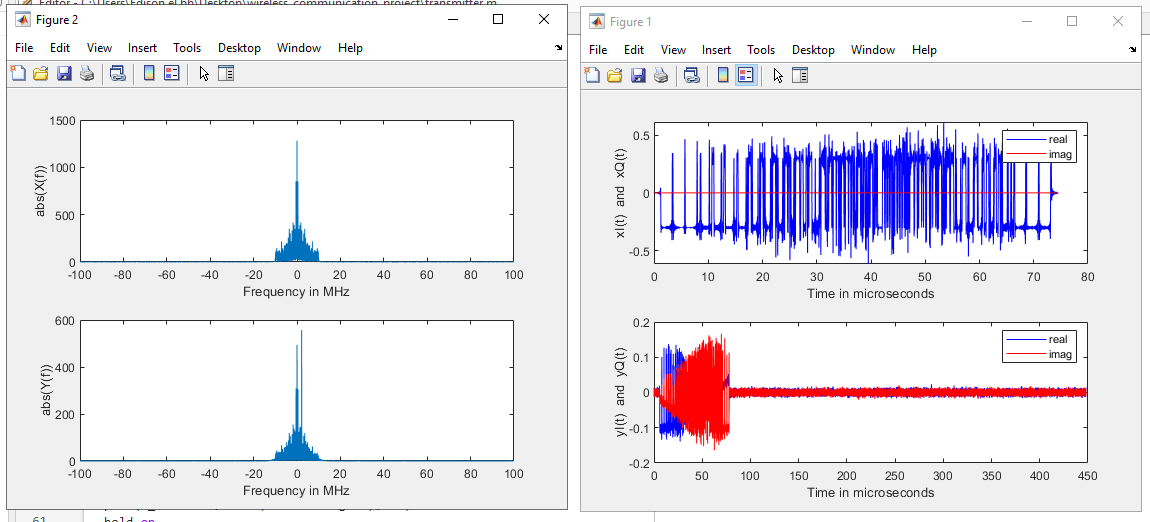 Editor - C:\Users\Edison el bb\Desktop\wireless_communication_project\transmitter.m
Figure 2
File Edit View Insert Tools Desktop Window Help
1500
1000
500
0
abs(X(f))
-100 -80 -60 -40 -20 0 20 40 60 80 100
Frequency in MHz
600
400
200
0
abs(Y(f))
-100 -80 -60 -40 -20 0 20 40 60 80 100
Frequency in MHz
Figure 1
File Edit View Insert Tools Desktop Window Help
0.5
0
-0.5
xI(t) and xQ(t)
real
imag
0 10 20 30 40 50 60 70 80
Time in microseconds
0.2
0.1
0
-0.1
-0.2
yI(t) and yQ(t)
real
imag
0 50 100 150 200 250 300 350 400 450
Time in microseconds
61
hold on